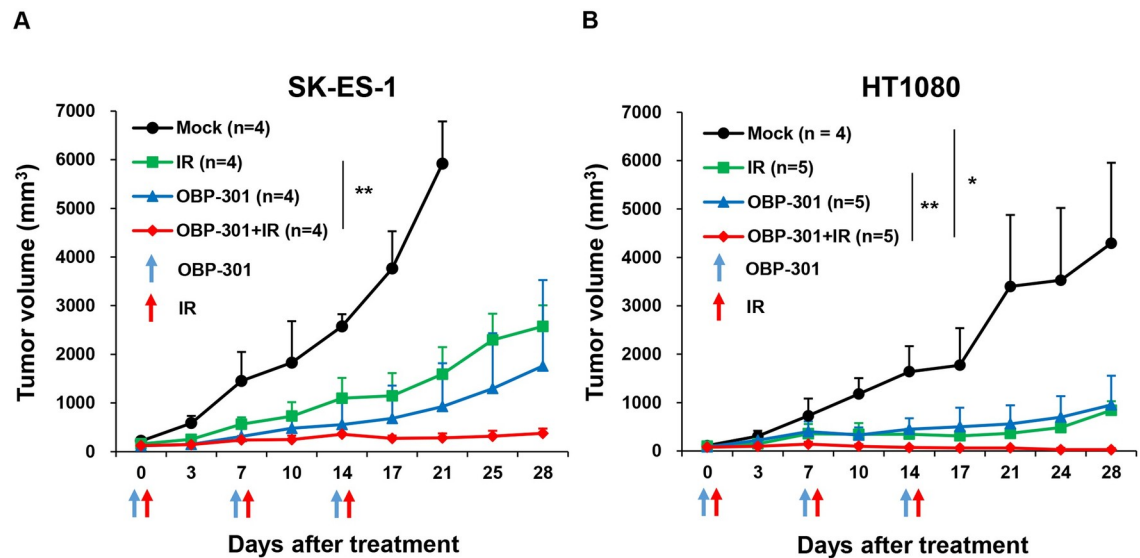 A
SK-ES-1
Tumor volume (mm³)
7000
6000
5000
4000
3000
2000
1000
0
Mock (n=4)
IR (n=4)
OBP-301 (n=4)
OBP-301+IR (n=4)
**
OBP-301
IR
0 3 7 10 14 17 21 25 28
Days after treatment
B
HT1080
Tumor volume (mm³)
7000
6000
5000
4000
3000
2000
1000
0
Mock (n = 4)
IR (n=5)
OBP-301 (n=5)
OBP-301+IR (n=5)
**
*
OBP-301
IR
0 3 7 10 14 17 21 24 28
Days after treatment